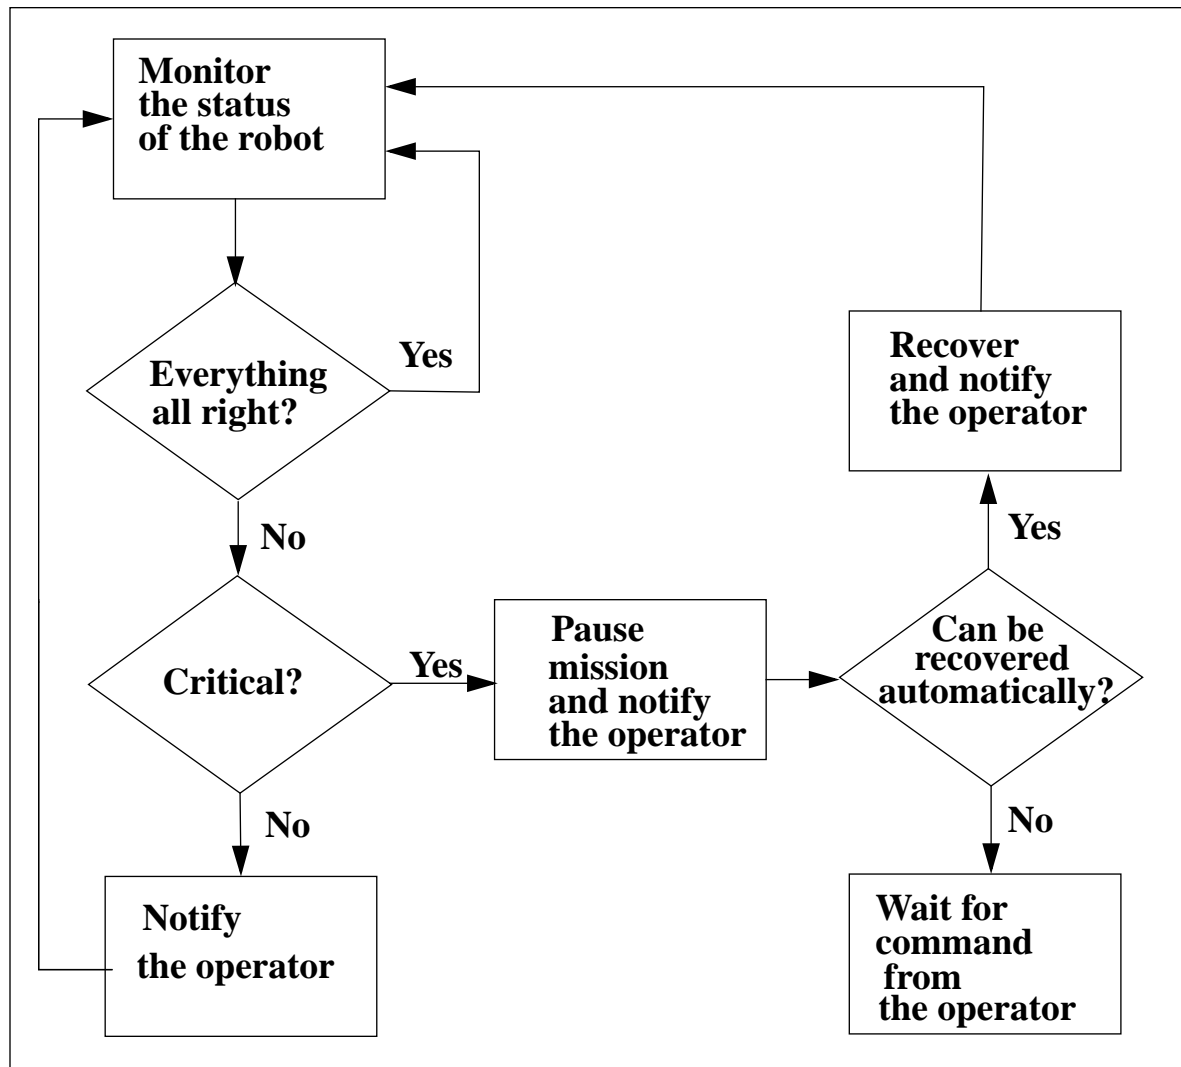 Monitor
the status
of the robot
Everything
all right?
Yes
No
Critical?
Yes
No
Notify
the operator
Pause
mission
and notify
the operator
Can be
recovered
automatically?
Yes
Recover
and notify
the operator
No
Wait for
command
from
the operator